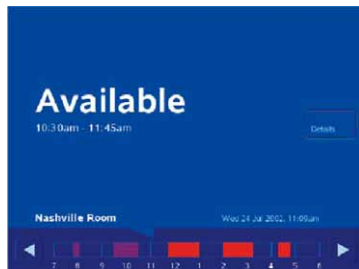 Available
10:30am - 11:45am
Details
Nashville Room
Wed 24 Jul 2002, 11:09am
7 8 9 10 11 12 1 2 3 4 5 6